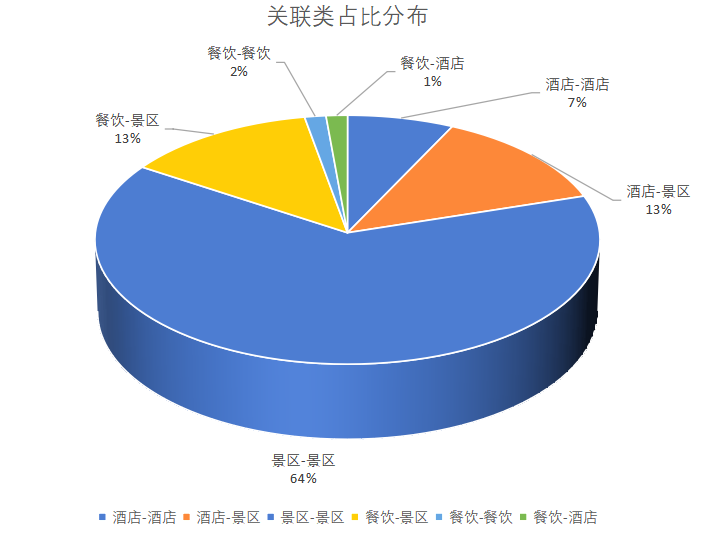 关联类占比分布
餐饮-餐饮
2%
餐饮-酒店
1%
酒店-酒店
7%
餐饮-景区
13%
酒店-景区
13%
景区-景区
64%
酒店-酒店 酒店-景区 景区-景区 餐饮-景区 餐饮-餐饮 餐饮-酒店